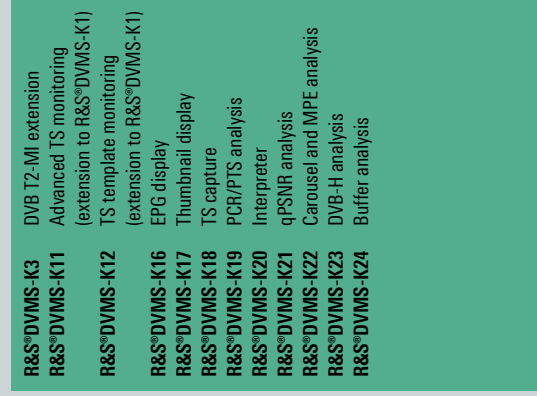 R&S®DVMS-K3 DVB T2-MI extension
R&S®DVMS-K11 Advanced TS monitoring
(extension to R&S®DVMS-K1)
R&S®DVMS-K12 TS template monitoring
(extension to R&S®DVMS-K1)
R&S®DVMS-K16 EPG display
R&S®DVMS-K17 Thumbnail display
R&S®DVMS-K18 TS capture
R&S®DVMS-K19 PCR/PTS analysis
R&S®DVMS-K20 Interpreter
R&S®DVMS-K21 qPSNR analysis
R&S®DVMS-K22 Carousel and MPE analysis
R&S®DVMS-K23 DVB-H analysis
R&S®DVMS-K24 Buffer analysis